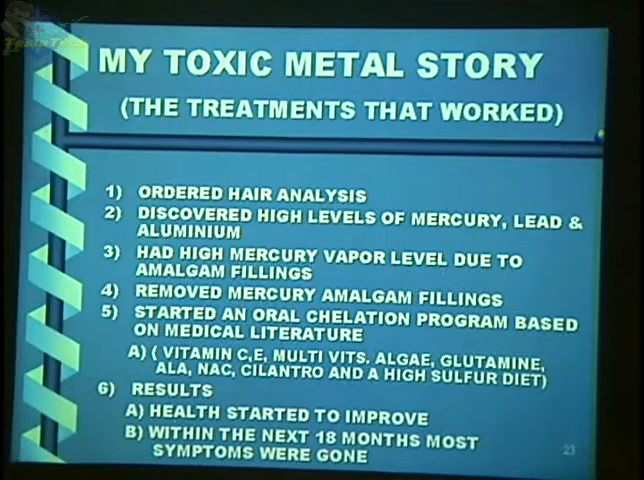 MY TOXIC METAL STORY
(THE TREATMENTS THAT WORKED)
1) ORDERED HAIR ANALYSIS
2) DISCOVERED HIGH LEVELS OF MERCURY, LEAD &
ALUMINIUM
3) HAD HIGH MERCURY VAPOR LEVEL DUE TO
AMALGAM FILLINGS
4) REMOVED MERCURY AMALGAM FILLINGS
5) STARTED AN ORAL CHELATION PROGRAM BASED
ON MEDICAL LITERATURE
A) ( VITAMIN C,E, MULTI VITS. ALGAE, GLUTAMINE,
ALA, NAC, CILANTRO AND A HIGH SULFUR DIET)
6) RESULTS
A) HEALTH STARTED TO IMPROVE
B) WITHIN THE NEXT 18 MONTHS MOST
SYMPTOMS WERE GONE